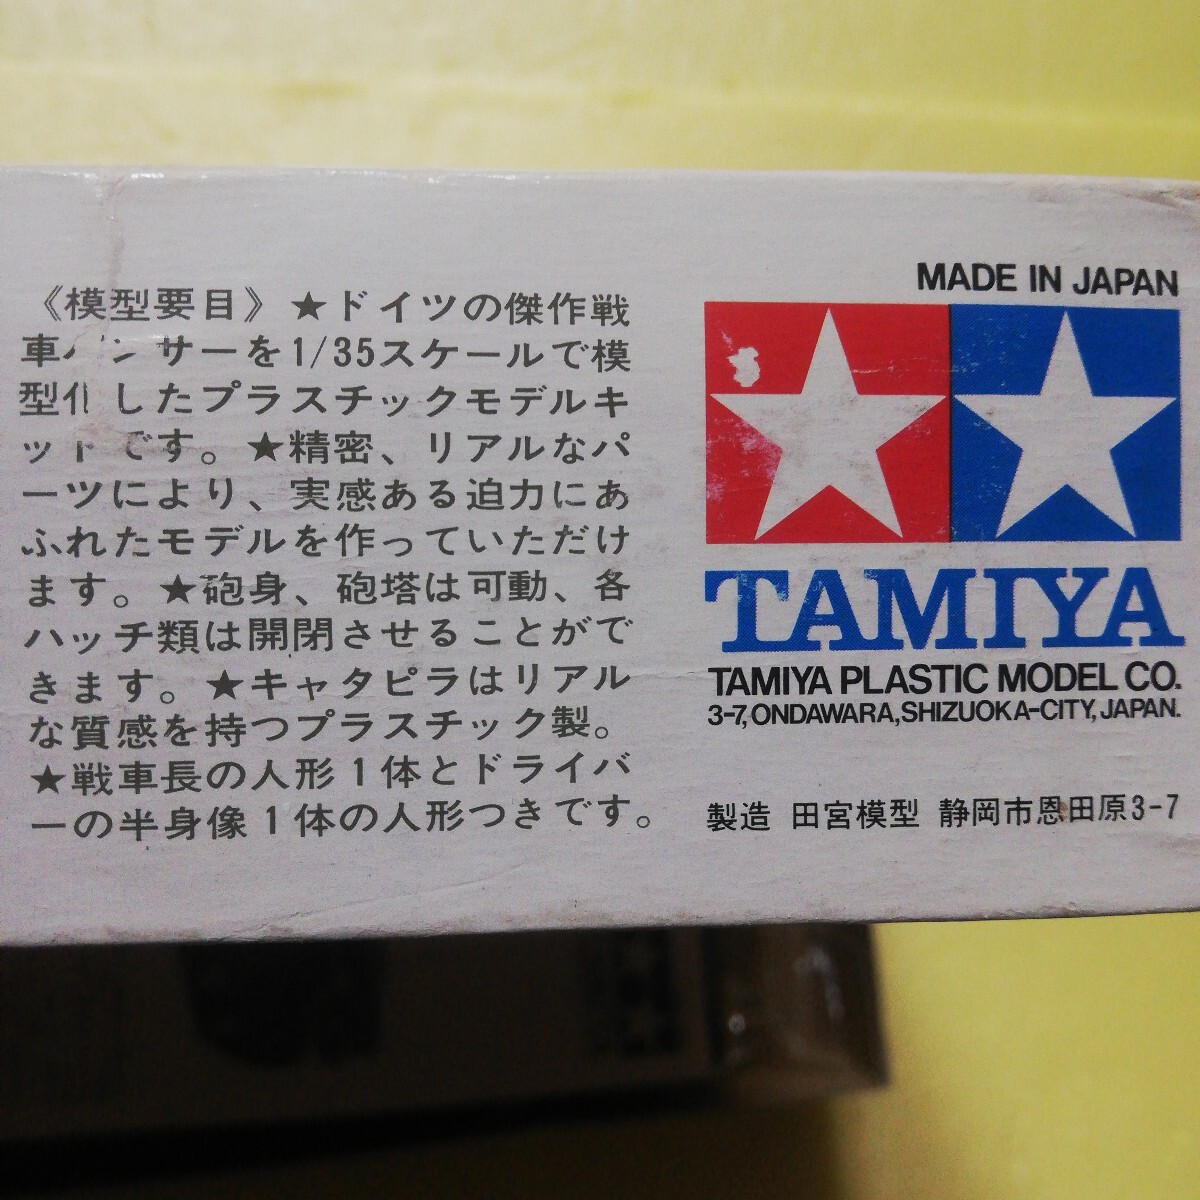 《模型要目》★ドイツの傑作戦
車パンサーを1/35スケールで模
型化したプラスチックモデルキ
ットです。★精密、リアルなパ
ーツにより、実感ある迫力にあ
ふれたモデルを作っていただけ
ます。★砲身、砲塔は可動、各
ハッチ類は開閉させることがで
きます。★キャタピラはリアル
な質感を持つプラスチック製。
★戦車長の人形1体とドライバ
ーの半身像1体の人形つきです。
MADE IN JAPAN
TAMIYA
TAMIYA PLASTIC MODEL CO.
3-7, ONDAWARA, SHIZUOKA-CITY, JAPAN.
製造 田宮模型 静岡市恩田原3-7